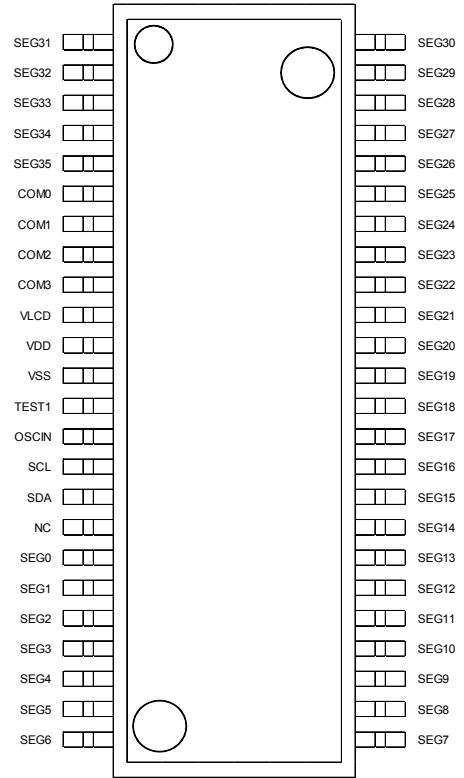 SEG31 SEG30
SEG32 SEG29
SEG33 SEG28
SEG34 SEG27
SEG35 SEG26
COM0 SEG25
COM1 SEG24
COM2 SEG23
COM3 SEG22
VLCD SEG21
VDD SEG20
VSS SEG19
TEST1 SEG18
OSCIN SEG17
SCL SEG16
SDA SEG15
NC SEG14
SEG0 SEG13
SEG1 SEG12
SEG2 SEG11
SEG3 SEG10
SEG4 SEG9
SEG5 SEG8
SEG6 SEG7